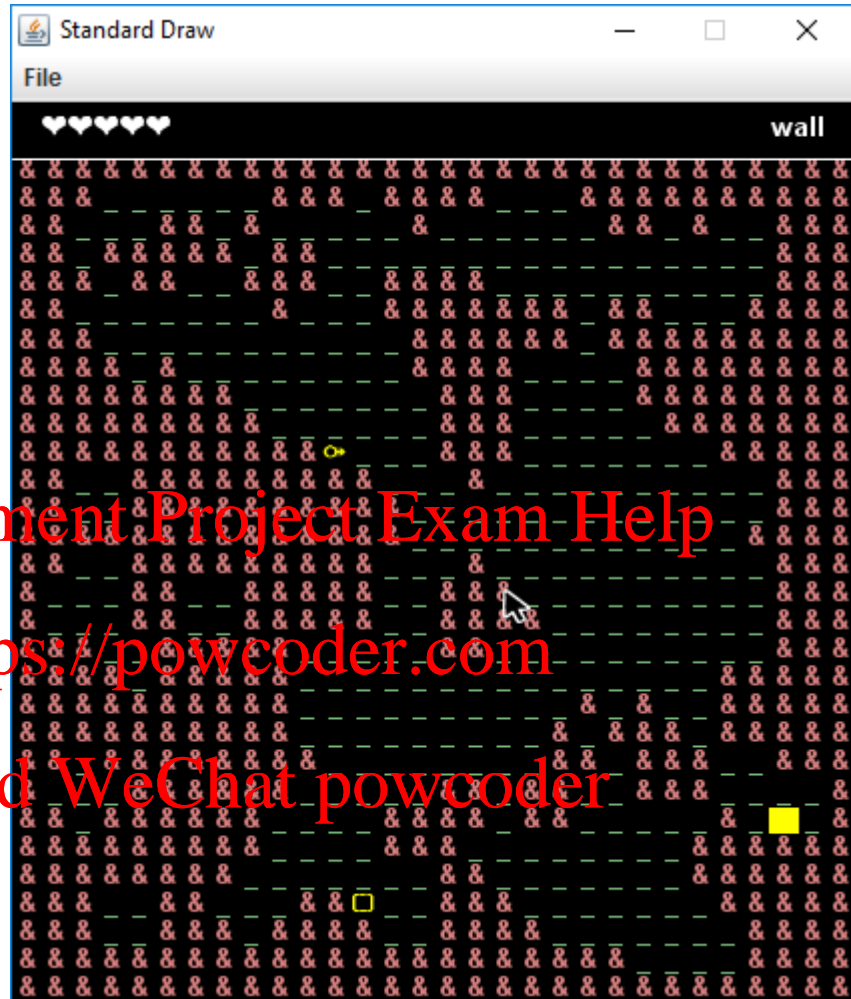 Standard Draw
File
❤❤❤❤❤ wall
ment Project Exam Help
ps://powcoder.com
d WeChat powcoder